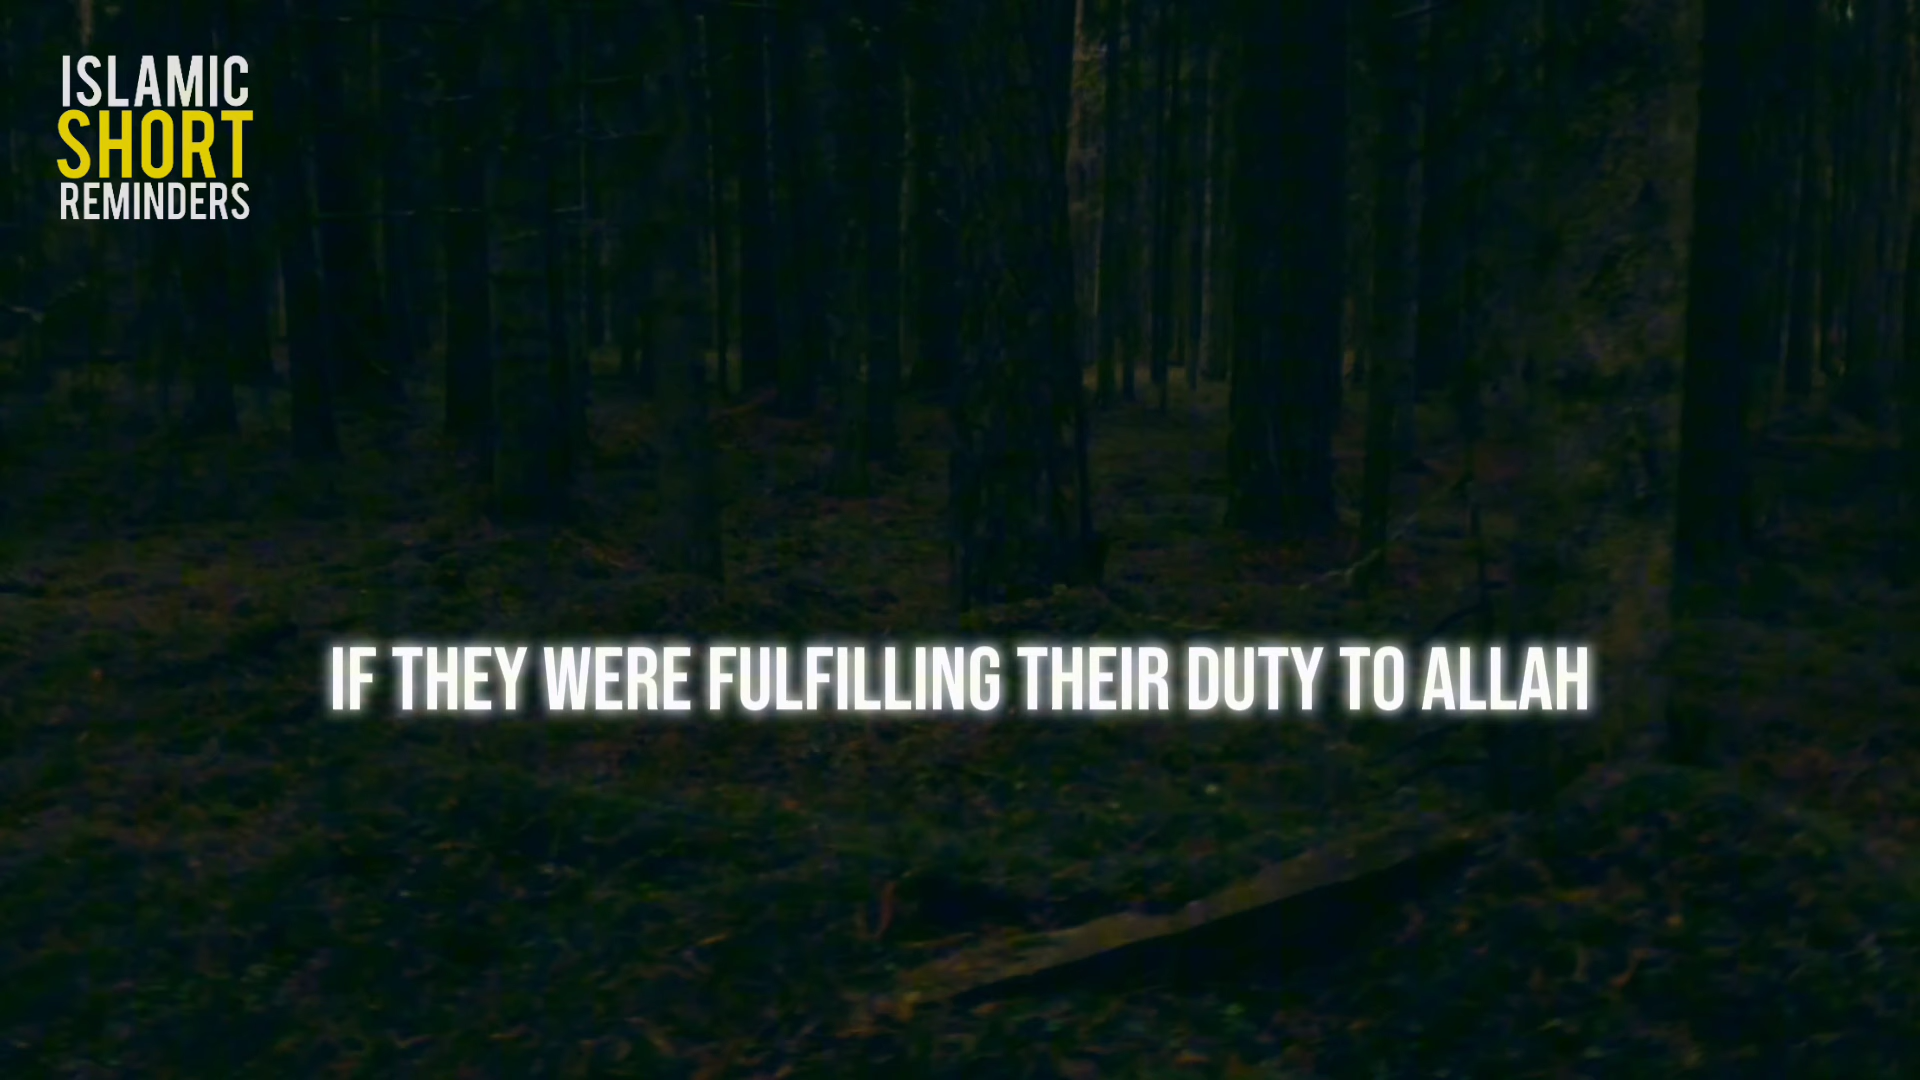 ISLAMIC
SHORT
REMINDERS
IF THEY WERE FULFILLING THEIR DUTY TO ALLAH